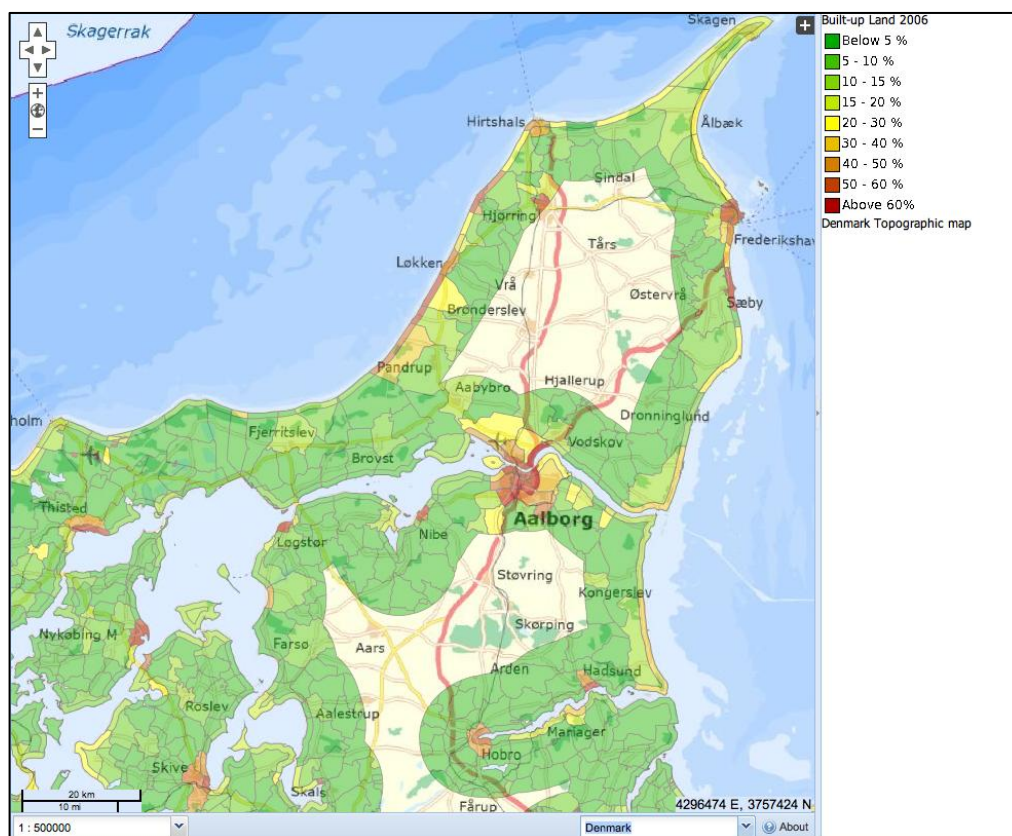 Skagerrak
Skagen
Ålbæk
Hirtshals
Sindal
Hjørring
Frederikshav
Tårs
Løkken
Vrå
Østervrå
Sæby
Brønderslev
Pandrup
Aabybro
Hjallerup
Dronninglund
holm
Fjerritslev
Vodskov
Brovst
Thisted
Aalborg
Løgstør
Nibe
Støvring
Kongerslev
Skørping
Nykøbing M
Farsø
Aars
Arden
Hadsund
Roslev
Aalestrup
Mariager
Hobro
Skive
Skals
Fårup
20 km
10 mi
4296474 E, 3757424 N
1 : 500000
Denmark
About
Built-up Land 2006
Below 5 %
5 - 10 %
10 - 15 %
15 - 20 %
20 - 30 %
30 - 40 %
40 - 50 %
50 - 60 %
Above 60%
Denmark Topographic map